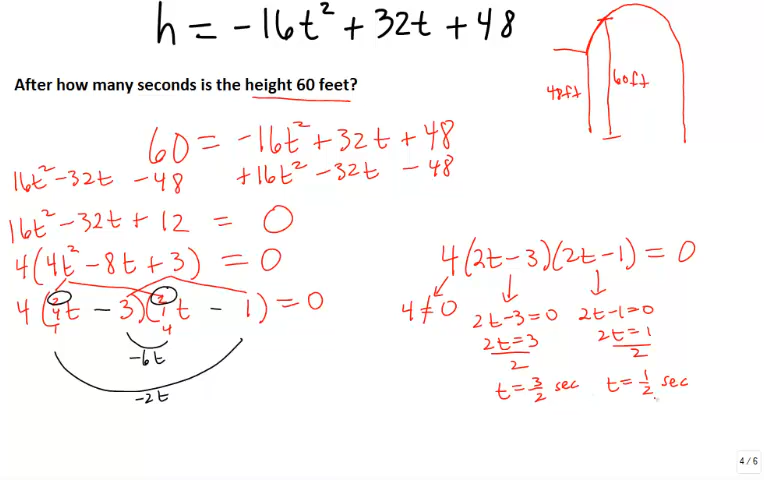 h = -16t² + 32t + 48
After how many seconds is the height 60 feet?
48ft
60ft
60 = -16t² + 32t + 48
16t² - 32t - 48 +16t² - 32t - 48
16t² - 32t + 12 = 0
4(4t² - 8t + 3) = 0
4( t - 3)( t - 1) = 0
-6t
-2t
4(2t - 3)(2t - 1) = 0
4 ≠ 0
2t - 3 = 0
2t = 3
2
t = 3/2 sec
2t - 1 = 0
2t = 1
2
t = 1/2 sec
4 / 6